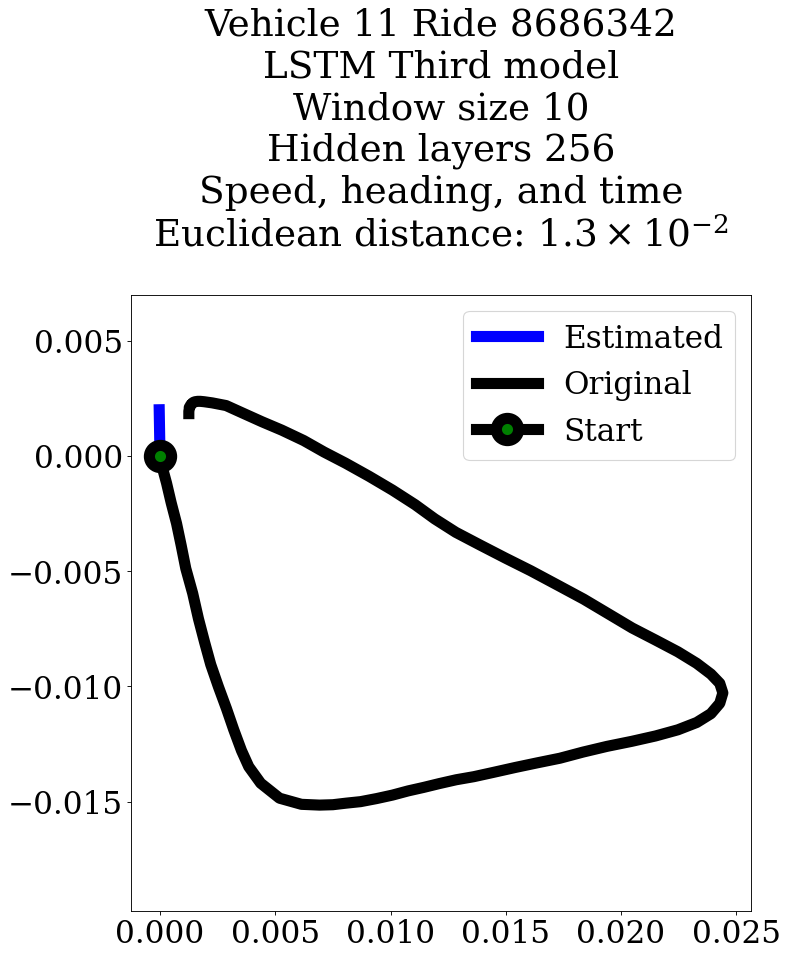 Vehicle 11 Ride 8686342
LSTM Third model
Window size 10
Hidden layers 256
Speed, heading, and time
Euclidean distance: 1.3 × 10⁻²
Estimated
Original
Start
0.005
0.000
−0.005
−0.010
−0.015
0.000 0.005 0.010 0.015 0.020 0.025